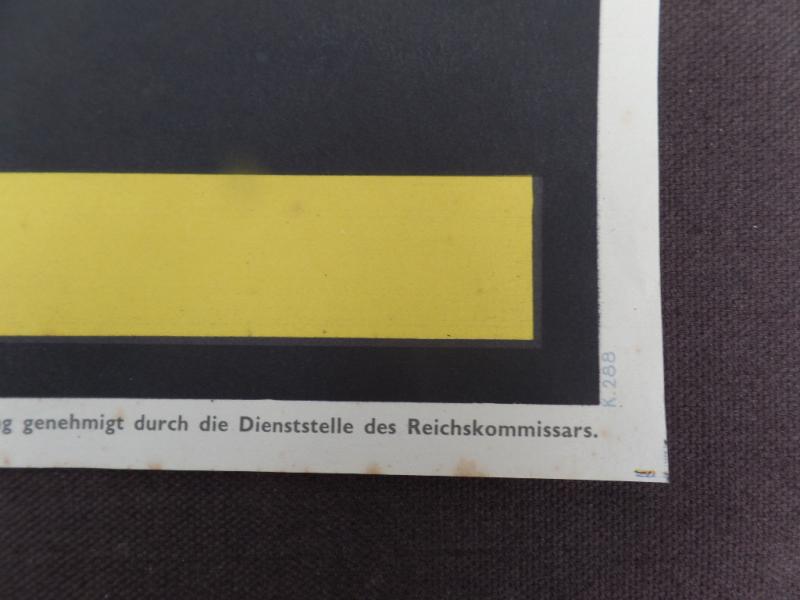 g genehmigt durch die Dienststelle des Reichskommissars.
K.288